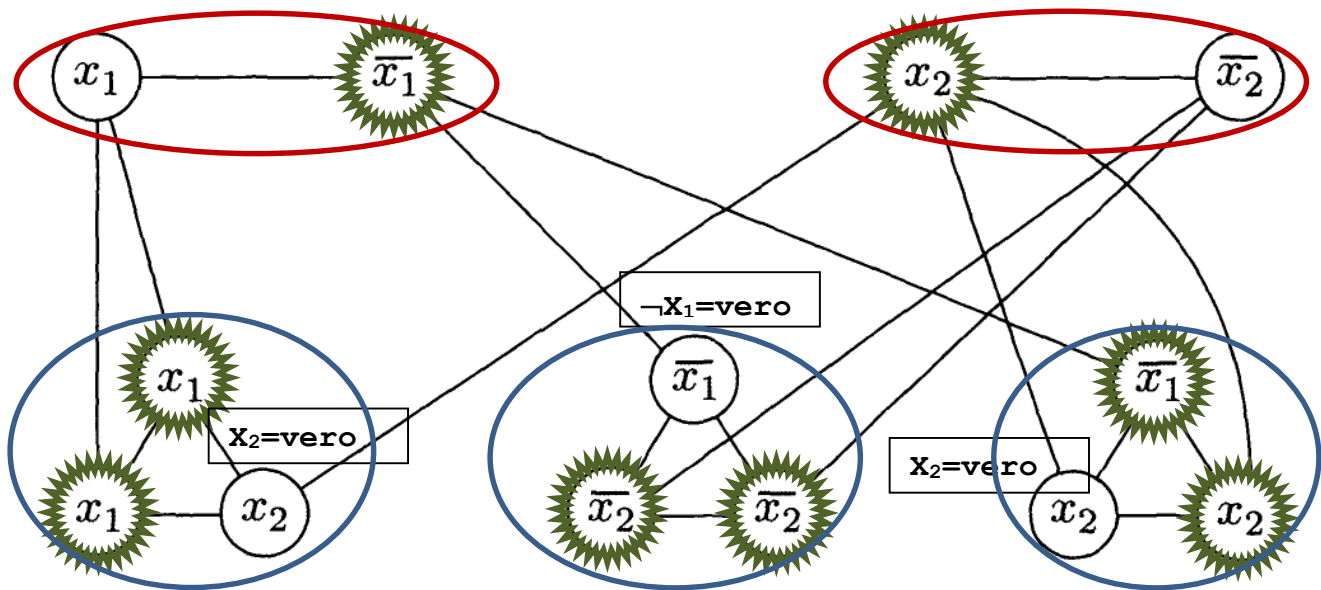 x₁ x̅₁ x₂ x̅₂
¬X₁=vero
x₁ x̅₁ x̅₁
X₂=vero
X₂=vero
x₁ x₂ x̅₂ x̅₂ x₂ x₂